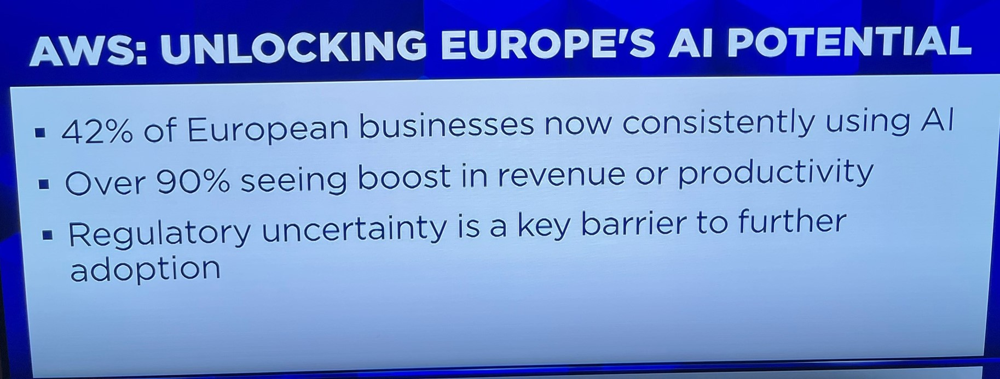 AWS: UNLOCKING EUROPE'S AI POTENTIAL
▪ 42% of European businesses now consistently using AI
▪ Over 90% seeing boost in revenue or productivity
▪ Regulatory uncertainty is a key barrier to further
adoption